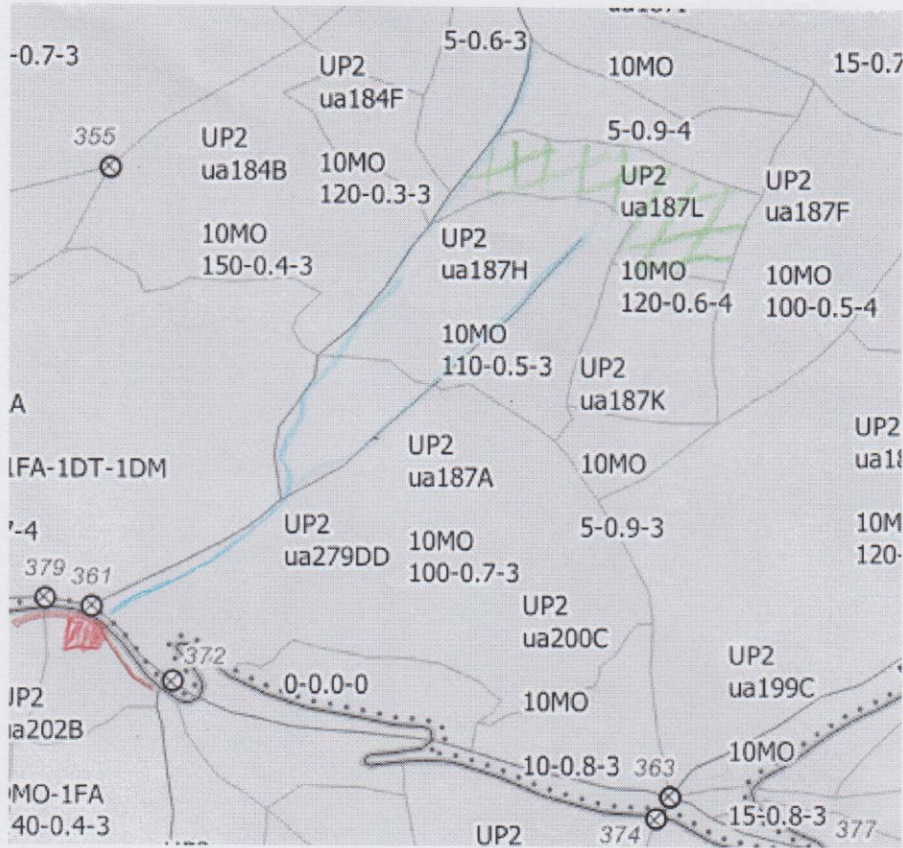 -0.7-3
5-0.6-3
10MO
15-0.7
UP2
ua184F
5-0.9-4
355
UP2
ua184B
10MO
120-0.3-3
UP2
ua187L
UP2
ua187F
10MO
150-0.4-3
UP2
ua187H
10MO
120-0.6-4
10MO
100-0.5-4
10MO
110-0.5-3
UP2
ua187K
A
1FA-1DT-1DM
UP2
ua187A
10MO
UP2
-4
UP2
ua279DD
10MO
100-0.7-3
5-0.9-3
120-
379
361
UP2
ua200C
372
0-0.0-0
10MO
UP2
ua199C
UP2
ua202B
10MO
10-0.8-3
363
MO-1FA
40-0.4-3
15-0.8-3
374
377
UP2